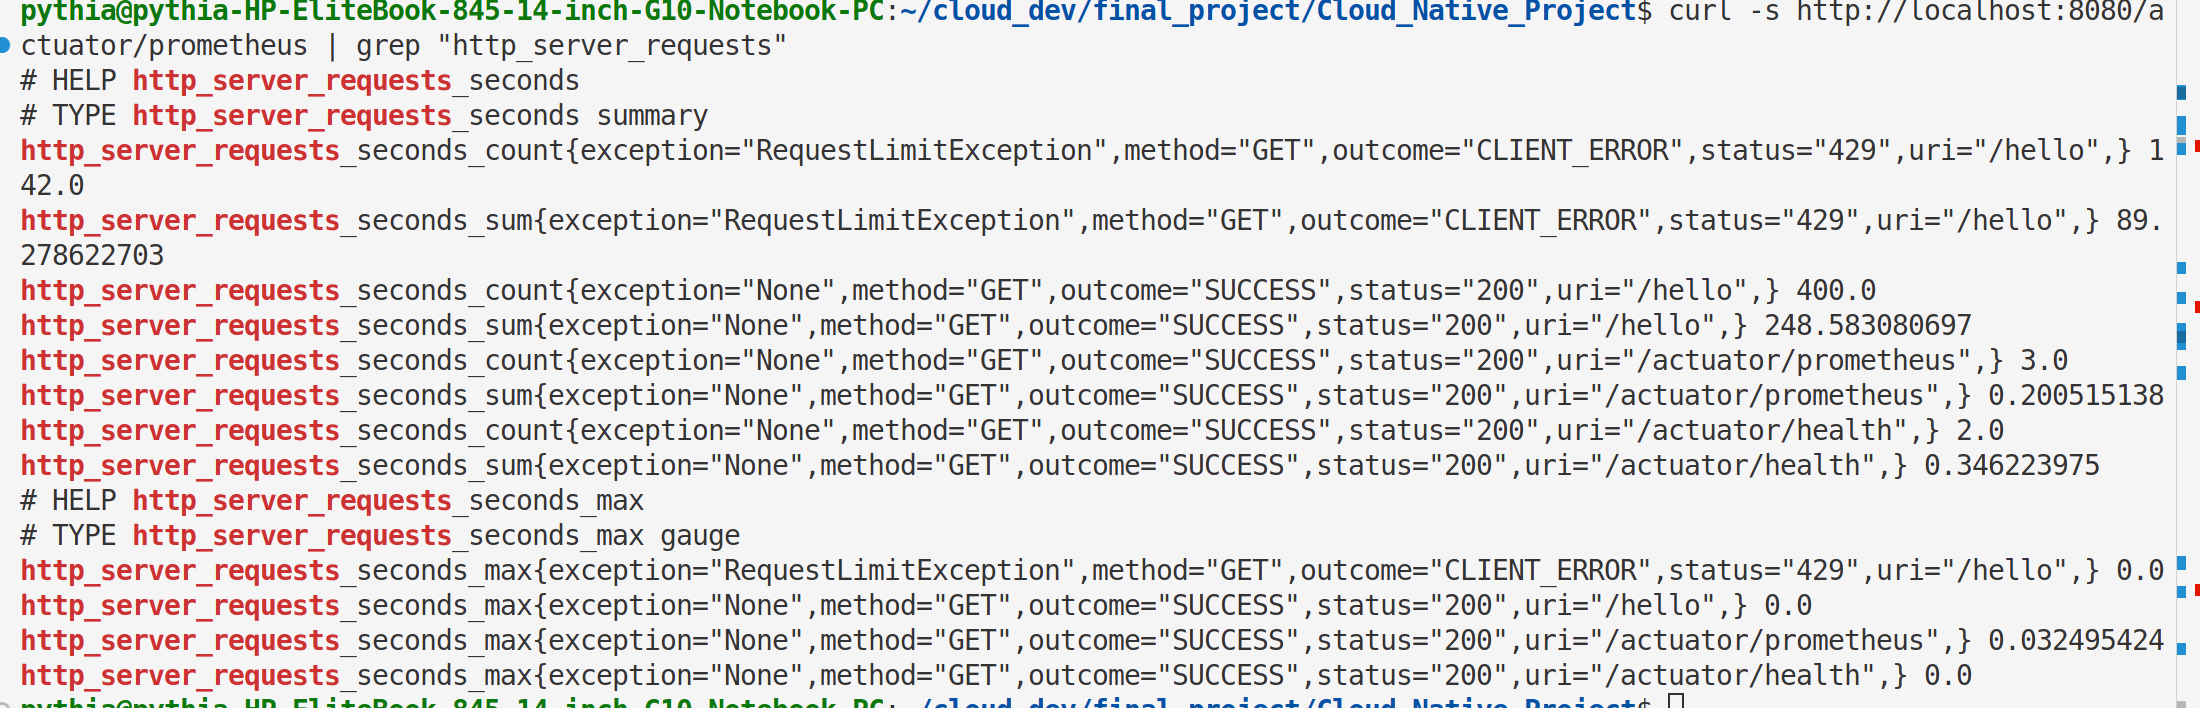 pythia@pythia-HP-EliteBook-845-14-inch-G10-Notebook-PC:~/cloud_dev/final_project/Cloud_Native_Project$ curl -s http://localhost:8080/a
ctuator/prometheus | grep "http_server_requests"
# HELP http_server_requests_seconds
# TYPE http_server_requests_seconds summary
http_server_requests_seconds_count{exception="RequestLimitException",method="GET",outcome="CLIENT_ERROR",status="429",uri="/hello",} 1
42.0
http_server_requests_seconds_sum{exception="RequestLimitException",method="GET",outcome="CLIENT_ERROR",status="429",uri="/hello",} 89.
278622703
http_server_requests_seconds_count{exception="None",method="GET",outcome="SUCCESS",status="200",uri="/hello",} 400.0
http_server_requests_seconds_sum{exception="None",method="GET",outcome="SUCCESS",status="200",uri="/hello",} 248.583080697
http_server_requests_seconds_count{exception="None",method="GET",outcome="SUCCESS",status="200",uri="/actuator/prometheus",} 3.0
http_server_requests_seconds_sum{exception="None",method="GET",outcome="SUCCESS",status="200",uri="/actuator/prometheus",} 0.200515138
http_server_requests_seconds_count{exception="None",method="GET",outcome="SUCCESS",status="200",uri="/actuator/health",} 2.0
http_server_requests_seconds_sum{exception="None",method="GET",outcome="SUCCESS",status="200",uri="/actuator/health",} 0.346223975
# HELP http_server_requests_seconds_max
# TYPE http_server_requests_seconds_max gauge
http_server_requests_seconds_max{exception="RequestLimitException",method="GET",outcome="CLIENT_ERROR",status="429",uri="/hello",} 0.0
http_server_requests_seconds_max{exception="None",method="GET",outcome="SUCCESS",status="200",uri="/hello",} 0.0
http_server_requests_seconds_max{exception="None",method="GET",outcome="SUCCESS",status="200",uri="/actuator/prometheus",} 0.032495424
http_server_requests_seconds_max{exception="None",method="GET",outcome="SUCCESS",status="200",uri="/actuator/health",} 0.0
pythia@pythia-HP-EliteBook-845-14-inch-G10-Notebook-PC:~/cloud_dev/final_project/Cloud_Native_Project$